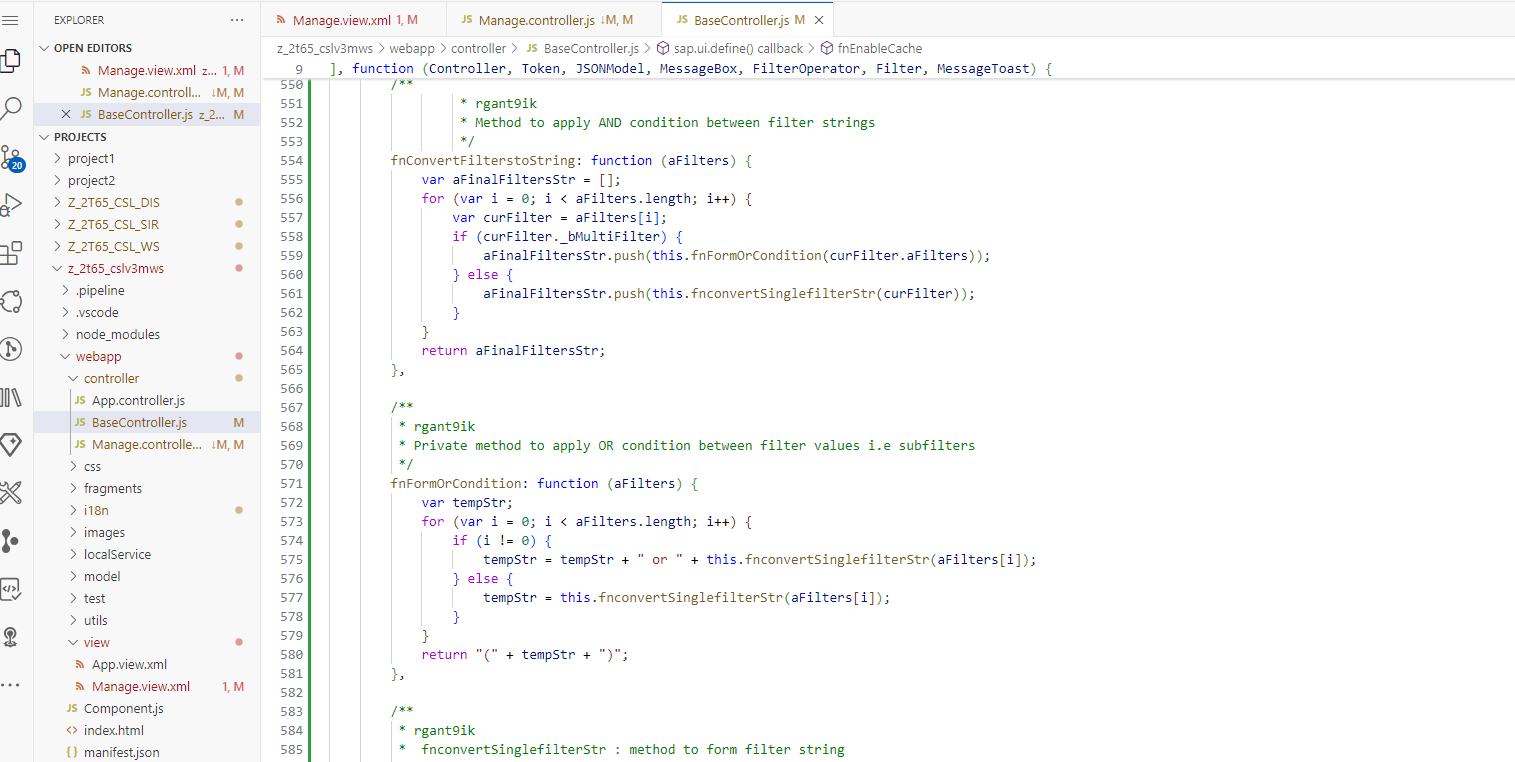 EXPLORER
OPEN EDITORS
Manage.view.xml z... 1, M
JS Manage.controll... ↓M, M
JS BaseController.js z_2... M
PROJECTS
project1
project2
Z_2T65_CSL_DIS
Z_2T65_CSL_SIR
Z_2T65_CSL_WS
z_2t65_cslv3mws
.pipeline
.vscode
node_modules
webapp
controller
JS App.controller.js
JS BaseController.js M
JS Manage.controlle... ↓M, M
css
fragments
i18n
images
localService
model
test
utils
view
App.view.xml
Manage.view.xml 1, M
JS Component.js
<> index.html
{} manifest.json
20
Manage.view.xml 1, M
JS Manage.controller.js ↓M, M
JS BaseController.js M
z_2t65_cslv3mws > webapp > controller > JS BaseController.js > sap.ui.define() callback > fnEnableCache
9 ], function (Controller, Token, JSONModel, MessageBox, FilterOperator, Filter, MessageToast) {
550 /**
551 * rgant9ik
552 * Method to apply AND condition between filter strings
553 */
554 fnConvertFilterstoString: function (aFilters) {
555 var aFinalFiltersStr = [];
556 for (var i = 0; i < aFilters.length; i++) {
557 var curFilter = aFilters[i];
558 if (curFilter._bMultiFilter) {
559 aFinalFiltersStr.push(this.fnFormOrCondition(curFilter.aFilters));
560 } else {
561 aFinalFiltersStr.push(this.fnconvertSinglefilterStr(curFilter));
562 }
563 }
564 return aFinalFiltersStr;
565 },
566
567 /**
568 * rgant9ik
569 * Private method to apply OR condition between filter values i.e subfilters
570 */
571 fnFormOrCondition: function (aFilters) {
572 var tempStr;
573 for (var i = 0; i < aFilters.length; i++) {
574 if (i != 0) {
575 tempStr = tempStr + " or " + this.fnconvertSinglefilterStr(aFilters[i]);
576 } else {
577 tempStr = this.fnconvertSinglefilterStr(aFilters[i]);
578 }
579 }
580 return "(" + tempStr + ")";
581 },
582
583 /**
584 * rgant9ik
585 * fnconvertSinglefilterStr : method to form filter string